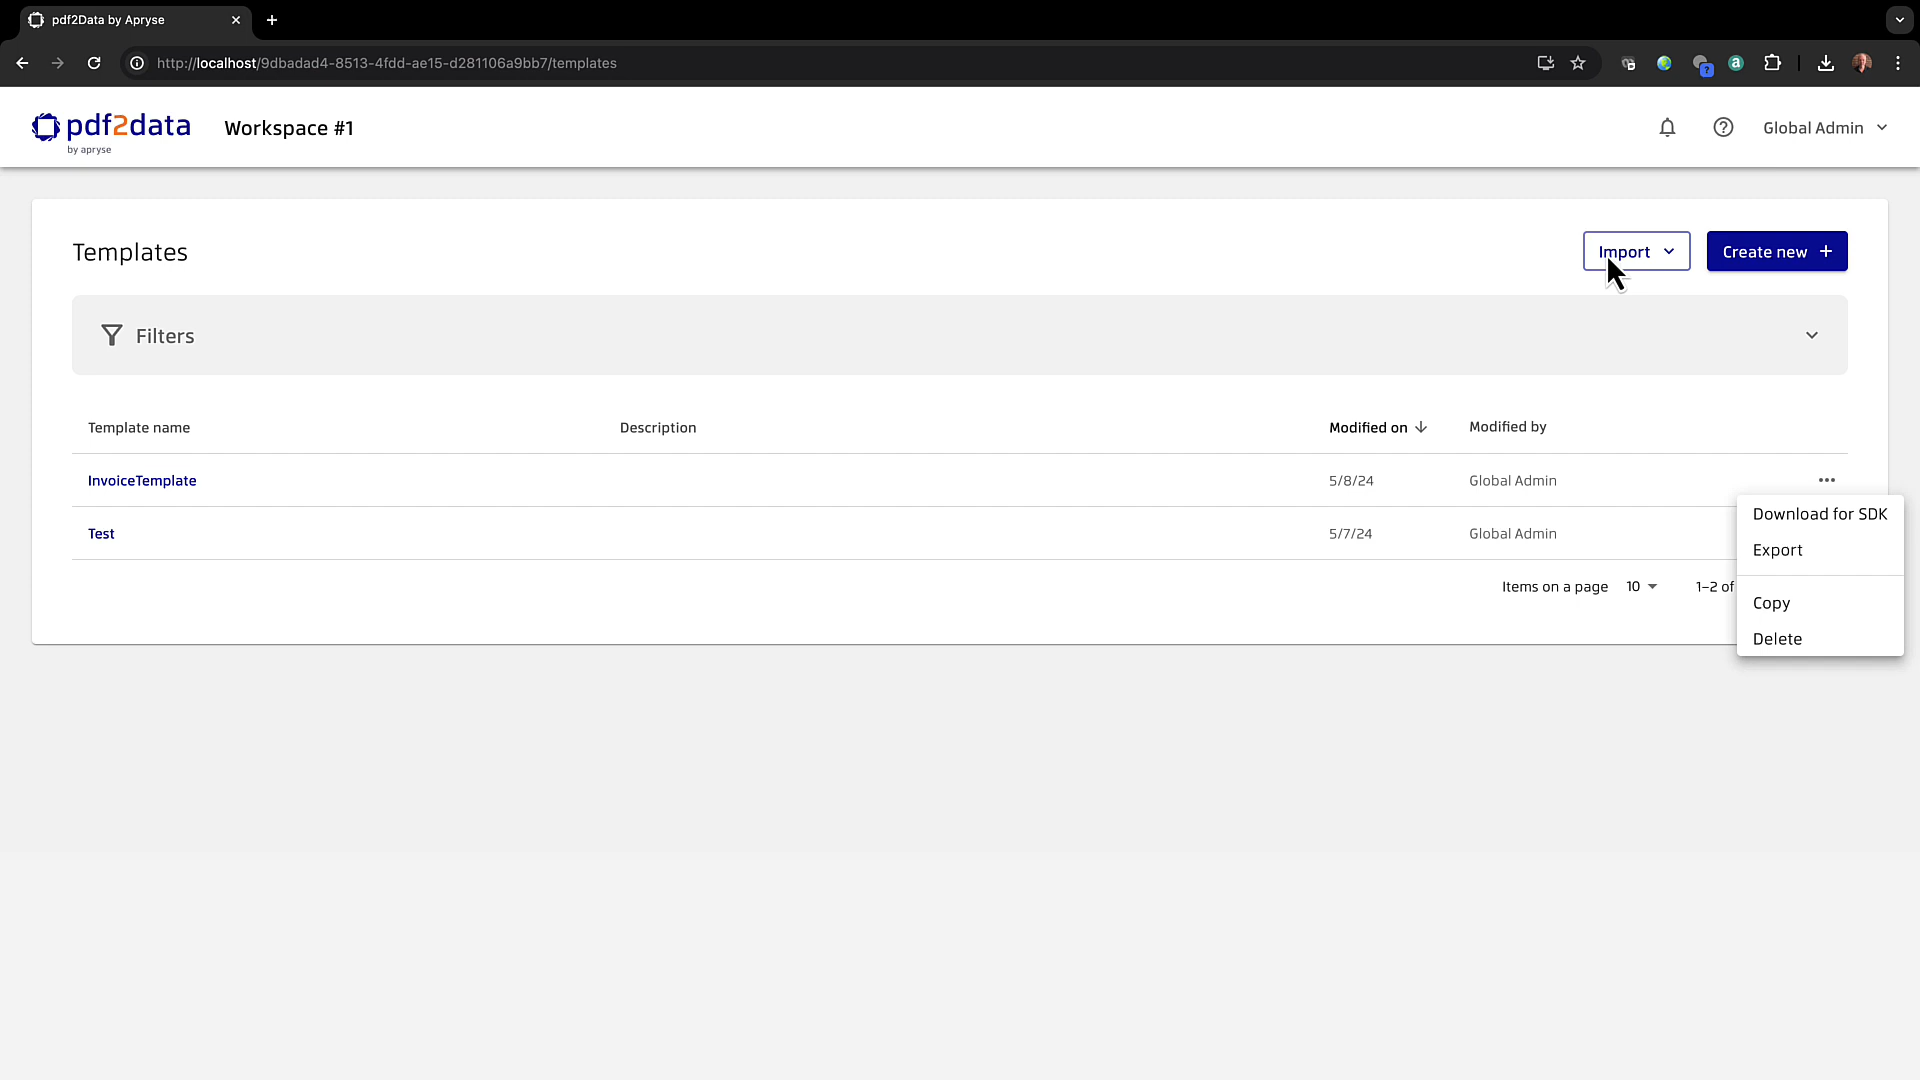 pdf2Data by Apryse
http://localhost/9dbadad4-8513-4fdd-ae15-d281106a9bb7/templates
pdf2data
by apryse
Workspace #1
Global Admin
Templates
Import
Create new
Filters
Template name Description Modified on Modified by
InvoiceTemplate 5/8/24 Global Admin
Test 5/7/24 Global Admin
Items on a page 10 1–2 of
Download for SDK
Export
Copy
Delete